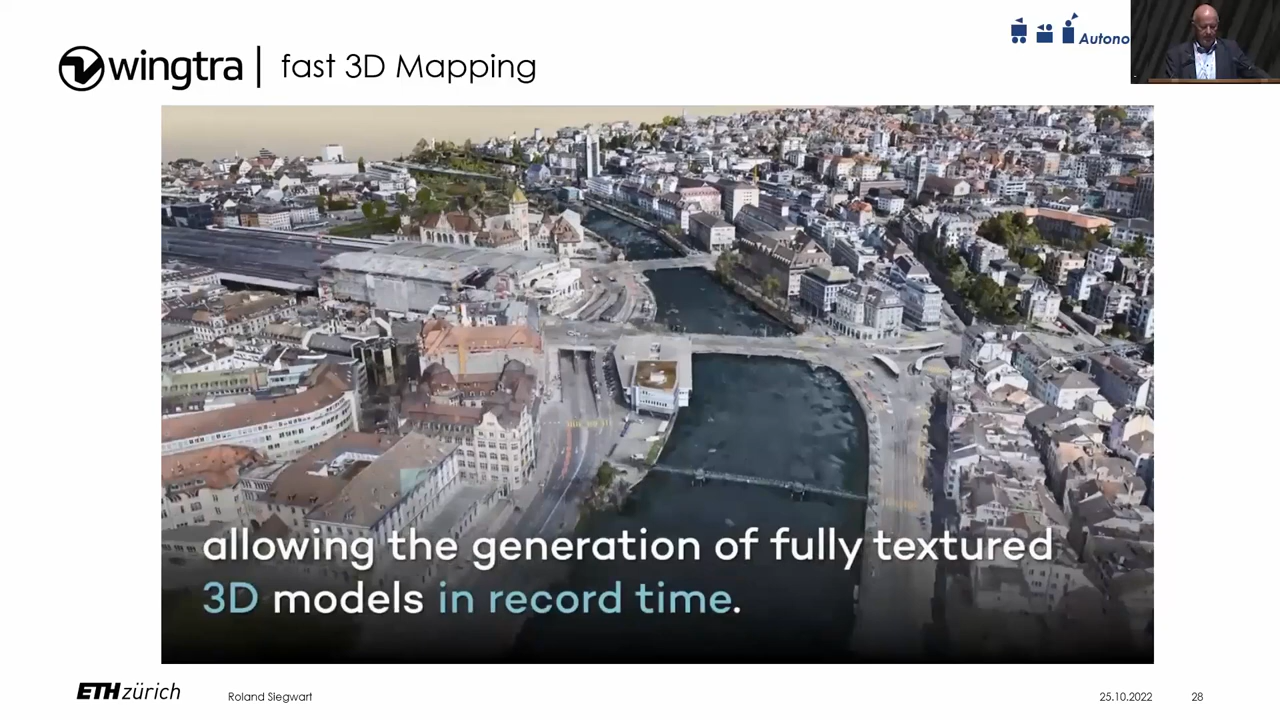 wingtra | fast 3D Mapping
Autono
allowing the generation of fully textured
3D models in record time.
ETH zürich
Roland Siegwart
25.10.2022
28